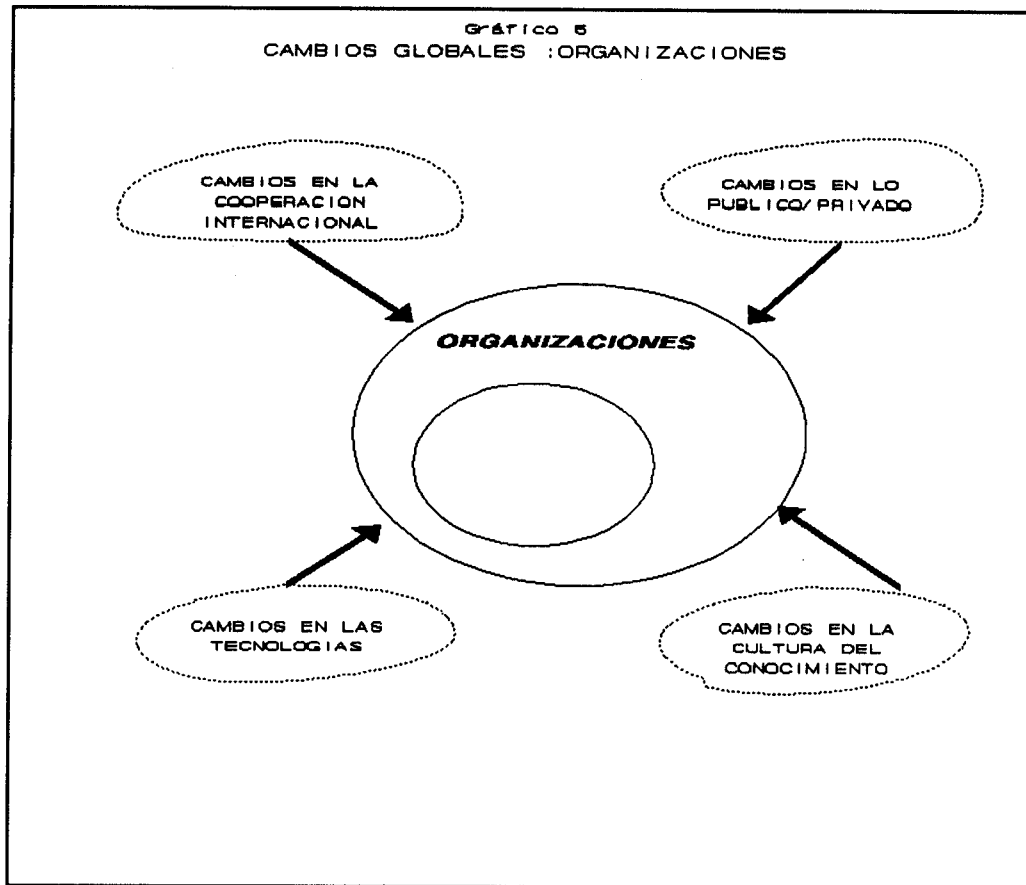 Gráfico 5
CAMBIOS GLOBALES :ORGANIZACIONES
CAMBIOS EN LA
COOPERACION
INTERNACIONAL
CAMBIOS EN LO
PUBLICO/PRIVADO
ORGANIZACIONES
CAMBIOS EN LAS
TECNOLOGIAS
CAMBIOS EN LA
CULTURA DEL
CONOCIMIENTO